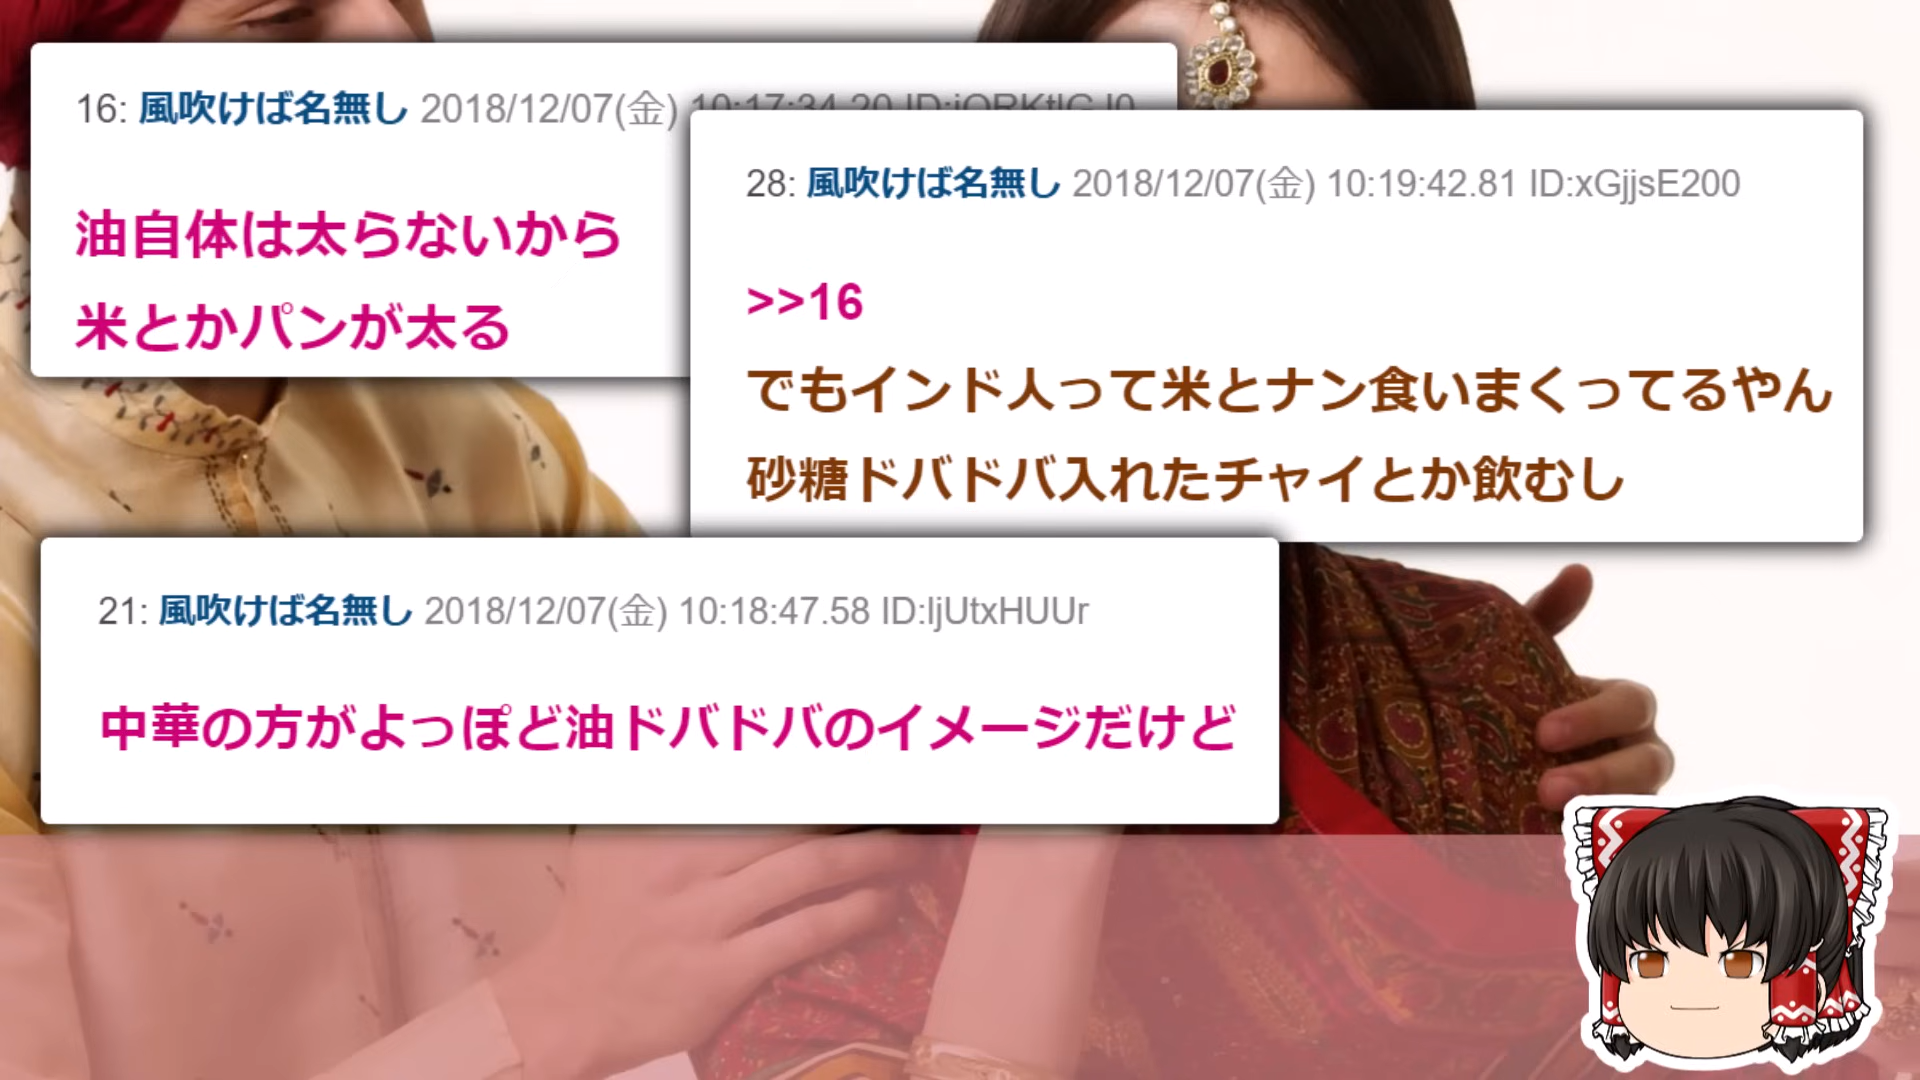 16: 風吹けば名無し 2018/12/07(金)
油自体は太らないから
米とかパンが太る
28: 風吹けば名無し 2018/12/07(金) 10:19:42.81 ID:xGjjsE200
>>16
でもインド人って米とナン食いまくってるやん
砂糖ドバドバ入れたチャイとか飲むし
21: 風吹けば名無し 2018/12/07(金) 10:18:47.58
中華の方がよっぽど油ドバドバのイメージだけど